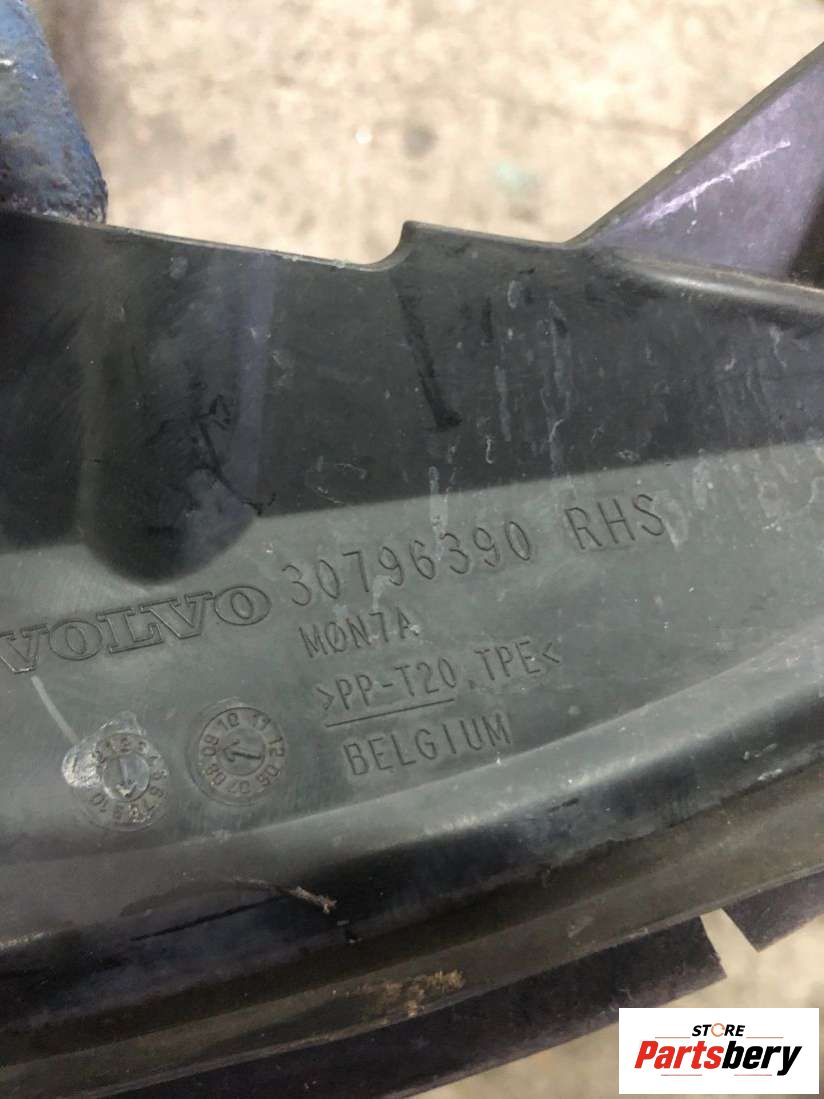 VOLVO 30796390 RHS
MØN7A
>PP-T20,TPE<
BELGIUM
STORE
Partsbery